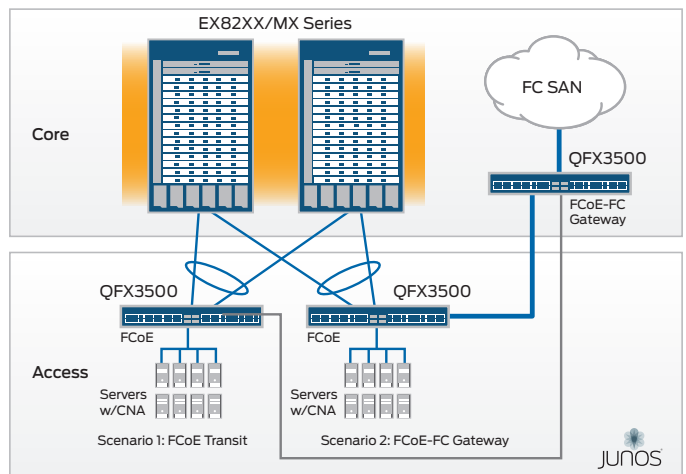 EX82XX/MX Series
FC SAN
Core
QFX3500
FCoE-FC
Gateway
QFX3500
QFX3500
FCoE
FCoE
Access
Servers
w/CNA
Servers
w/CNA
Scenario 1: FCoE Transit
Scenario 2: FCoE-FC Gateway
JUNOS